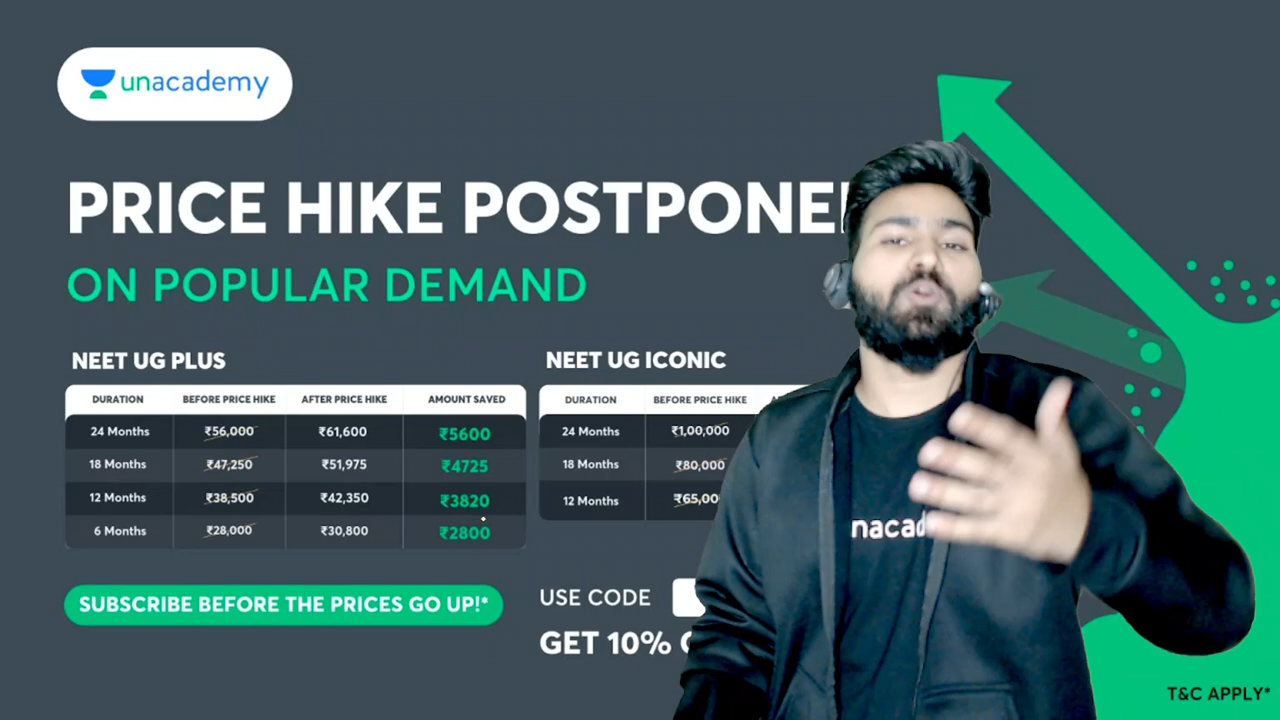 unacademy
PRICE HIKE POSTPONE
ON POPULAR DEMAND
NEET UG PLUS
DURATION BEFORE PRICE HIKE AFTER PRICE HIKE AMOUNT SAVED
24 Months ₹56,000 ₹61,600 ₹5600
18 Months ₹47,250 ₹51,975 ₹4725
12 Months ₹38,500 ₹42,350 ₹3820
6 Months ₹28,000 ₹30,800 ₹2800
NEET UG ICONIC
DURATION BEFORE PRICE HIKE
24 Months ₹1,00,000
18 Months ₹80,000
12 Months ₹65,00
SUBSCRIBE BEFORE THE PRICES GO UP!*
USE CODE
GET 10%
nacad
T&C APPLY*